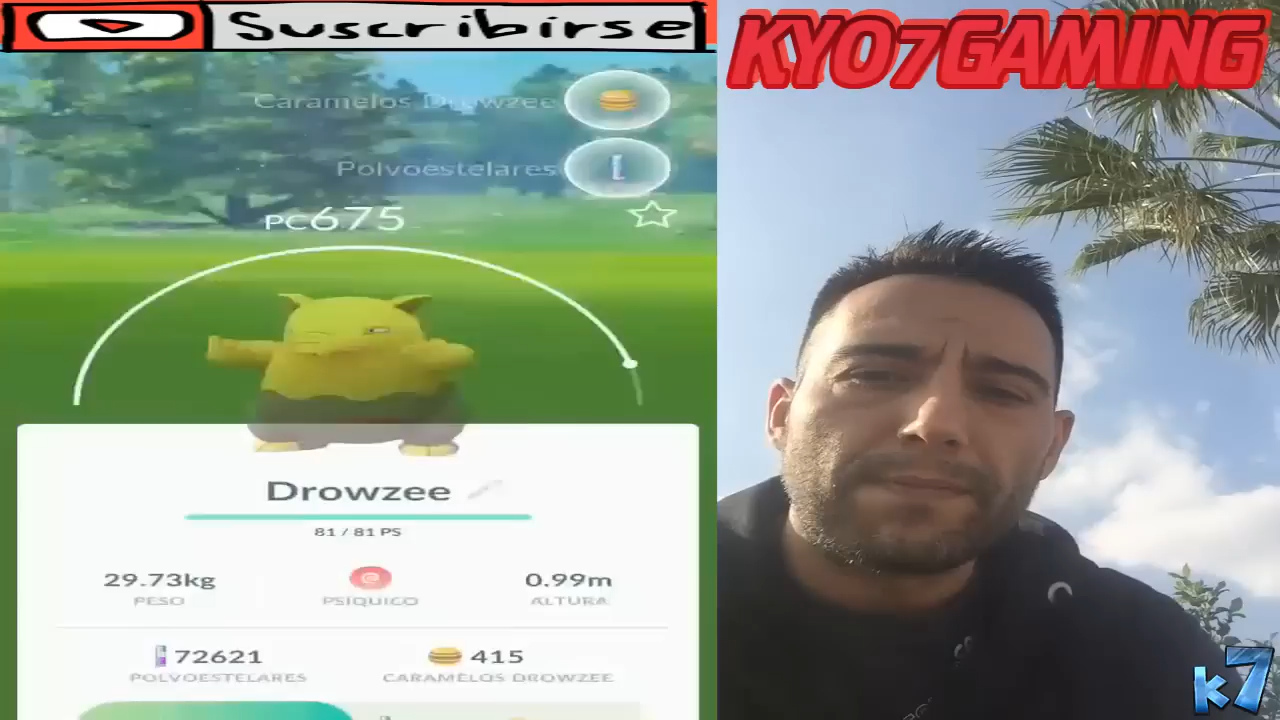 Suscribirse
KYO7GAMING
Caramelos Drowzee
Polvoestelares
PC675
Drowzee
81 / 81 PS
29.73kg
0.99m
PESO
PSÍQUICO
ALTURA
72621
415
POLVOESTELARES
CARAMELOS DROWZEE
K7